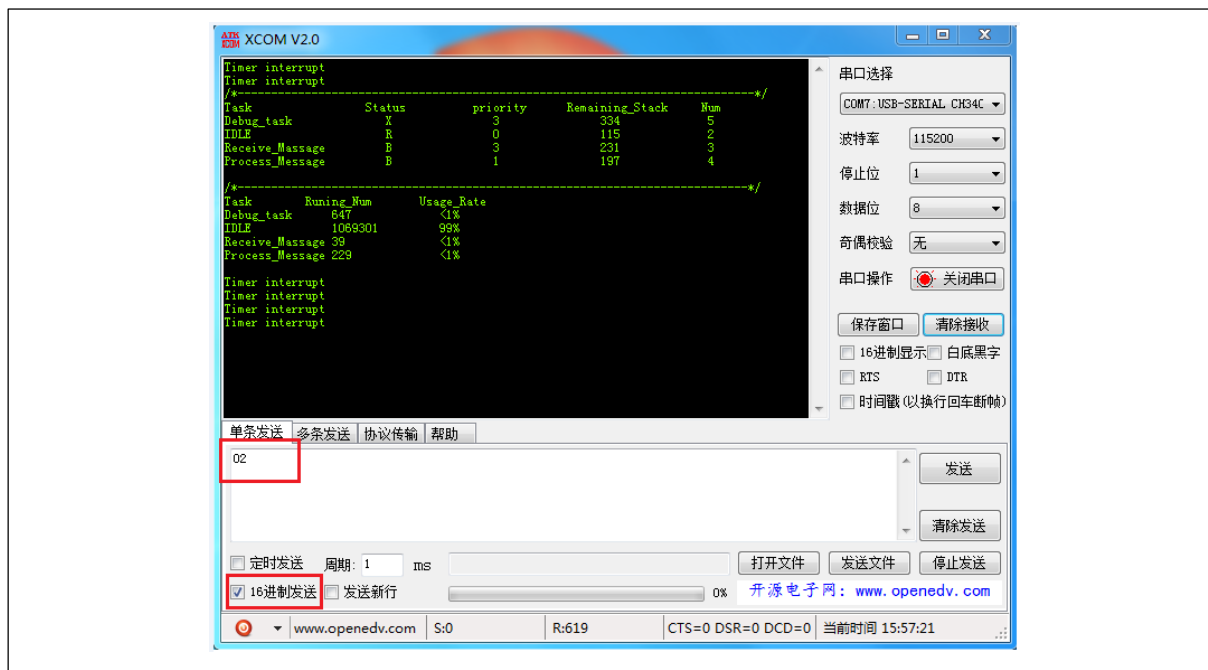 ATK XCOM XCOM V2.0
Timer interrupt
Timer interrupt
/*---------------------------------------------------------------------------*/
Task Status priority Remaining_Stack Num
Debug_task X 3 334 5
IDLE R 0 115 2
Receive_Massage B 3 231 3
Process_Message B 1 197 4
/*--------------------------------------------------------------------------*/
Task Runing_Num Usage_Rate
Debug_task 647 <1%
IDLE 1069301 99%
Receive_Massage 39 <1%
Process_Message 229 <1%
Timer interrupt
Timer interrupt
Timer interrupt
Timer interrupt
串口选择
COM7:USB-SERIAL CH34C
波特率 115200
停止位 1
数据位 8
奇偶校验 无
串口操作 关闭串口
保存窗口 清除接收
16进制显示 白底黑字
RTS DTR
时间戳(以换行回车断帧)
单条发送 多条发送 协议传输 帮助
02
发送
清除发送
定时发送 周期: 1 ms 打开文件 发送文件 停止发送
16进制发送 发送新行 0% 开源电子网: www.openedv.com
www.openedv.com S:0 R:619 CTS=0 DSR=0 DCD=0 当前时间 15:57:21